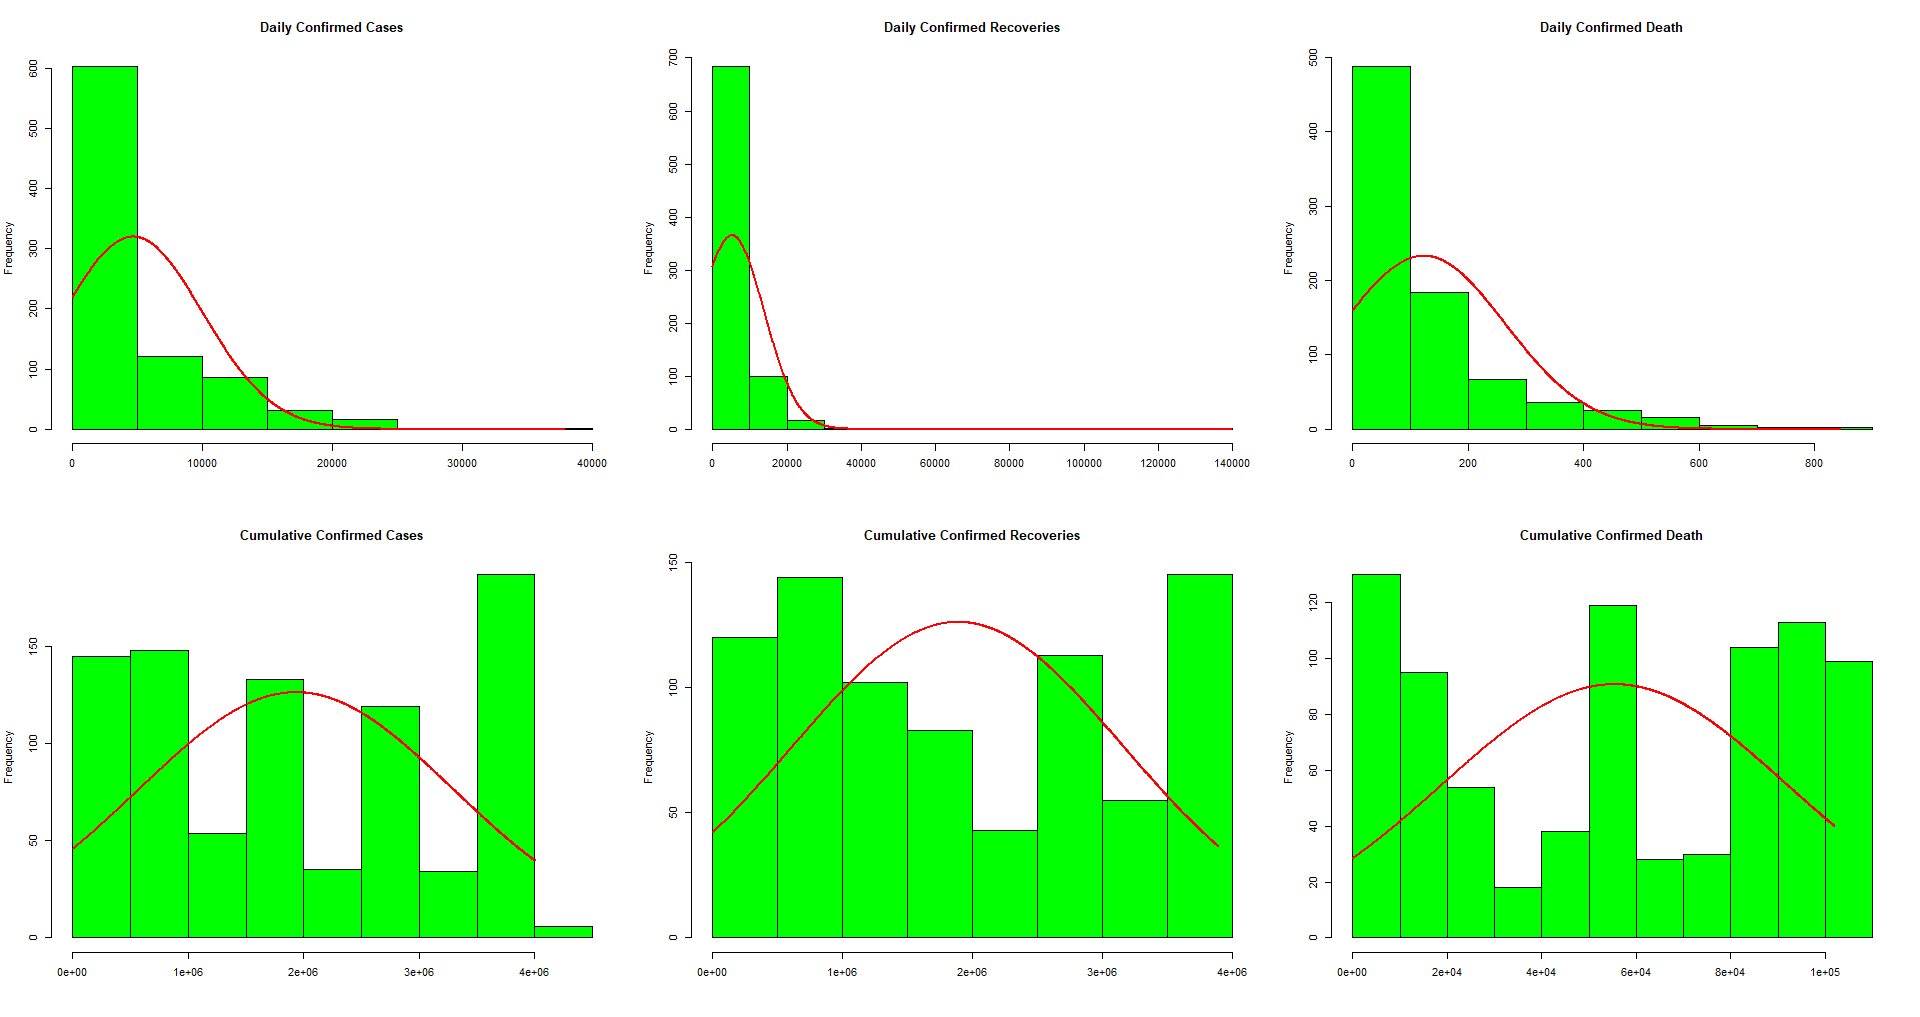 Daily Confirmed Cases
Frequency
0 100 200 300 400 500 600
0 10000 20000 30000 40000
Daily Confirmed Recoveries
Frequency
0 100 200 300 400 500 600 700
0 20000 40000 60000 80000 100000 120000 140000
Daily Confirmed Death
Frequency
0 100 200 300 400 500
0 200 400 600 800
Cumulative Confirmed Cases
Frequency
0 50 100 150
0e+00 1e+06 2e+06 3e+06 4e+06
Cumulative Confirmed Recoveries
Frequency
0 50 100 150
0e+00 1e+06 2e+06 3e+06 4e+06
Cumulative Confirmed Death
Frequency
0 20 40 60 80 100 120
0e+00 2e+04 4e+04 6e+04 8e+04 1e+05